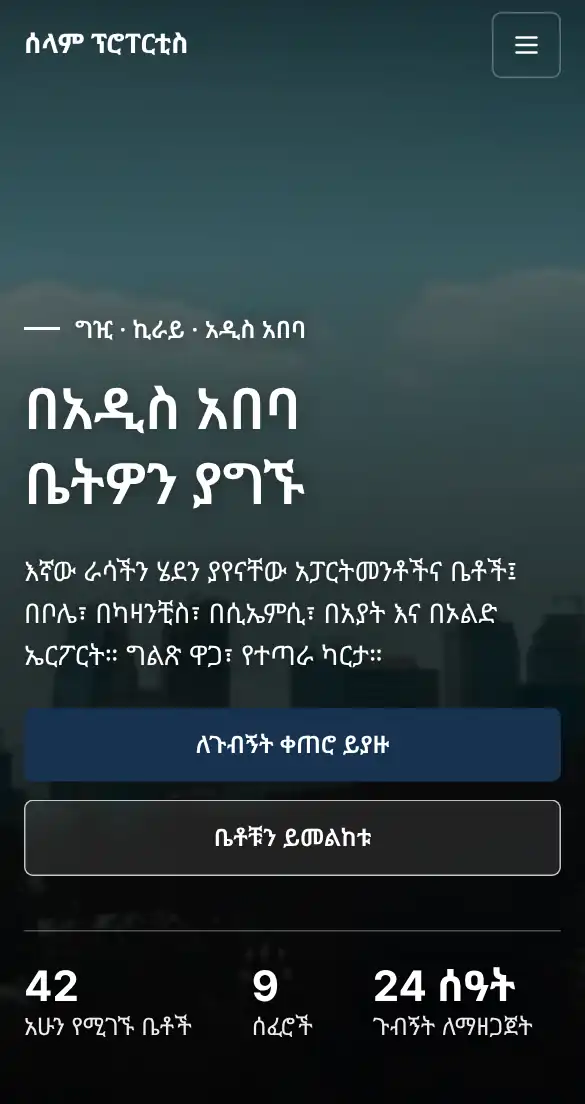 ሰላም ፕሮፐርቲስ
ግዢ · ኪራይ · አዲስ አበባ
በአዲስ አበባ
ቤትዎን ያግኙ
እኛው ራሳችን ሄደን ያየናቸው አፓርትመንቶችና ቤቶች፤
በቦሌ፣ በካዛንቺስ፣ በሲኤምሲ፣ በአያት እና በኦልድ
ኤርፖርት። ግልጽ ዋጋ፣ የተጣራ ካርታ።
ለጉብኝት ቀጠሮ ይያዙ
ቤቶቹን ይመልከቱ
42 9 24 ሰዓት
አሁን የሚገኙ ቤቶች ሰፈሮች ጉብኝት ለማዘጋጀት